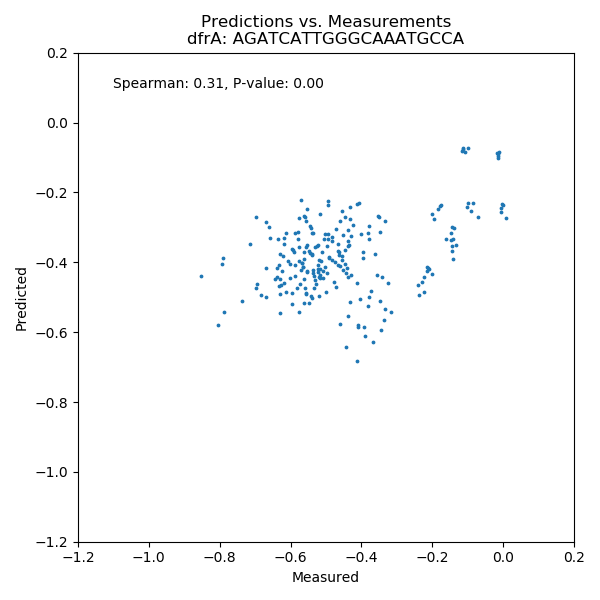 Predictions vs. Measurements
dfrA: AGATCATTGGGCAAATGCCA
Spearman: 0.31, P-value: 0.00
0.2
0.0
−0.2
−0.4
−0.6
−0.8
−1.0
−1.2
Predicted
−1.2 −1.0 −0.8 −0.6 −0.4 −0.2 0.0 0.2
Measured